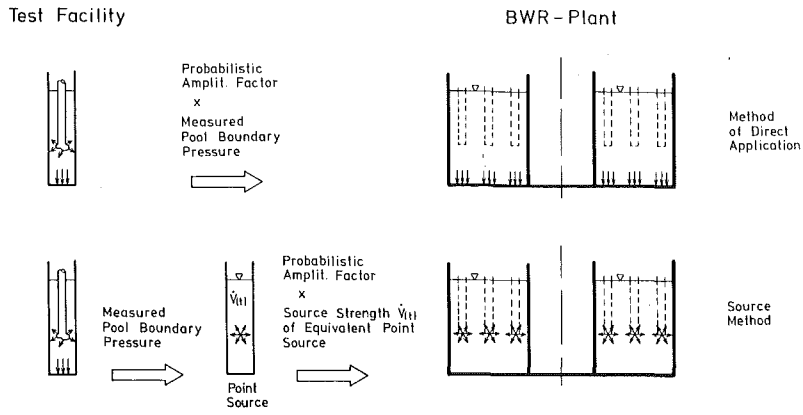 Test Facility
BWR-Plant
Probabilistic
Amplit. Factor
x
Measured
Pool Boundary
Pressure
Method
of Direct
Application
Measured
Pool Boundary
Pressure
V̇(t)
Point
Source
Probabilistic
Amplit. Factor
x
Source Strength V̇(t)
of Equivalent Point
Source
Source
Method